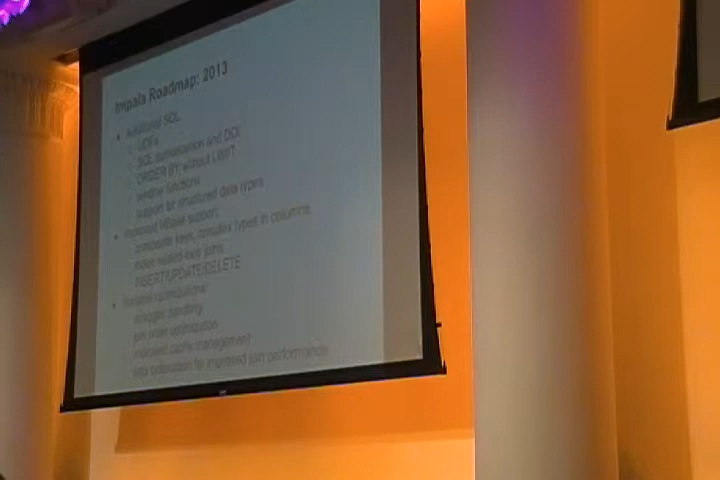 Impala Roadmap: 2013
• Additional SQL
UDFs
SQL authorization and DDL
ORDER BY without LIMIT
window functions
support for structured data types
• Improved HBase support:
composite keys, complex types in columns,
index nested-loop joins,
INSERT/UPDATE/DELETE
• Runtime optimizations
straggler handling
join order optimization
improved cache management
data collocation for improved join performance